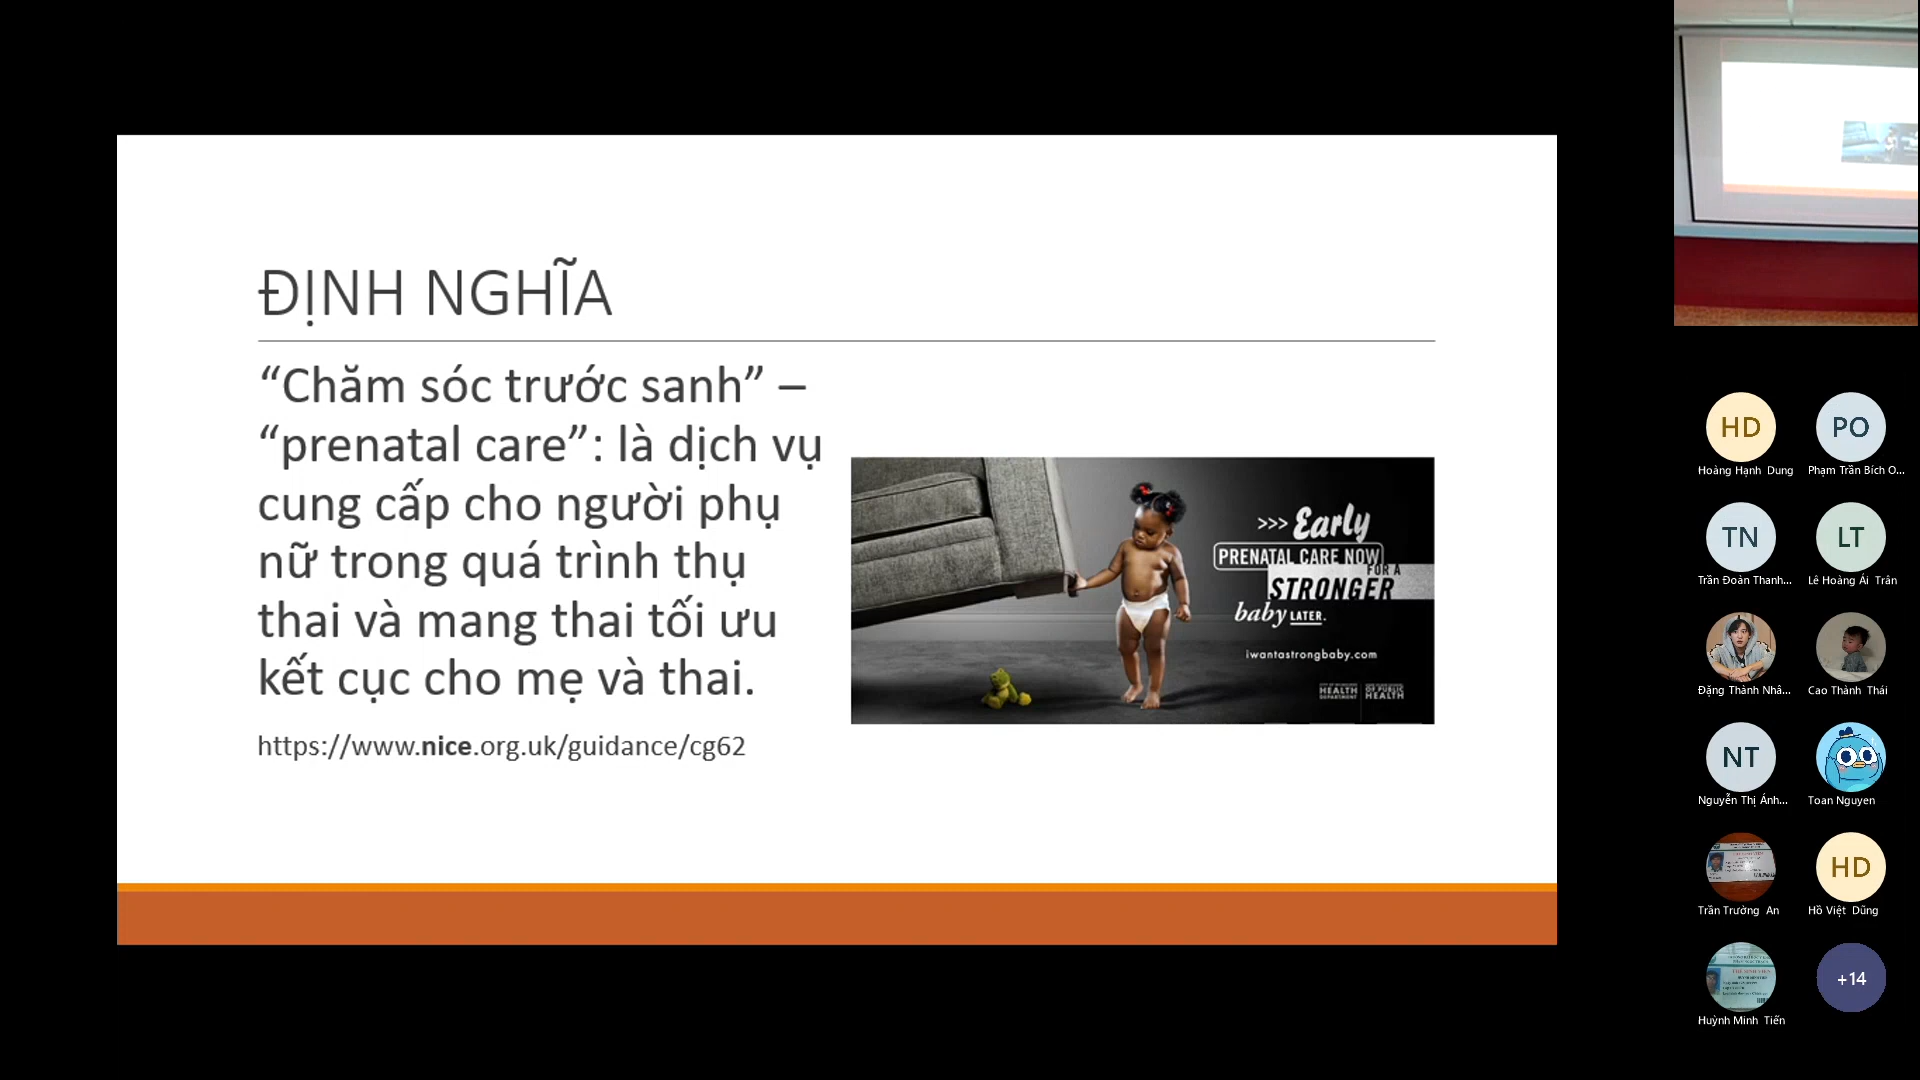 ĐỊNH NGHĨA
“Chăm sóc trước sanh” –
“prenatal care”: là dịch vụ
cung cấp cho người phụ
nữ trong quá trình thụ
thai và mang thai tối ưu
kết cục cho mẹ và thai.
https://www.nice.org.uk/guidance/cg62
>>> Early
PRENATAL CARE NOW
FOR A
STRONGER
baby LATER.
iwantastrongbaby.com
HEALTH
DEPARTMENT
OF PUBLIC
HEALTH
HD
PO
Hoàng Hạnh Dung
Phạm Trần Bích O...
TN
LT
Trần Đoàn Thanh...
Lê Hoàng Ái Trân
Đặng Thành Nhâ...
Cao Thành Thái
NT
Nguyễn Thị Ánh...
Toan Nguyen
HD
Trần Trường An
Hồ Việt Dũng
+14
Huỳnh Minh Tiến